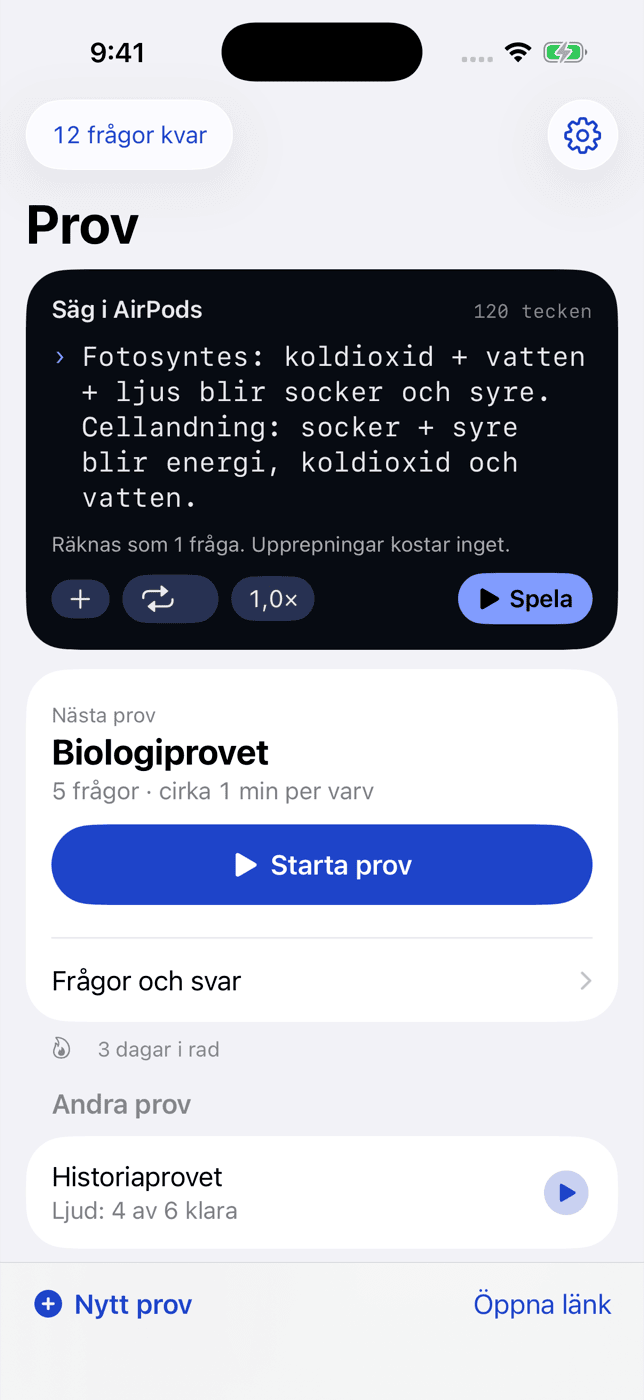 9:41
12 frågor kvar
Prov
Säg i AirPods
120 tecken
› Fotosyntes: koldioxid + vatten
+ ljus blir socker och syre.
Cellandning: socker + syre
blir energi, koldioxid och
vatten.
Räknas som 1 fråga. Upprepningar kostar inget.
1,0×
Spela
Nästa prov
Biologiprovet
5 frågor · cirka 1 min per varv
Starta prov
Frågor och svar
3 dagar i rad
Andra prov
Historiaprovet
Ljud: 4 av 6 klara
Nytt prov
Öppna länk